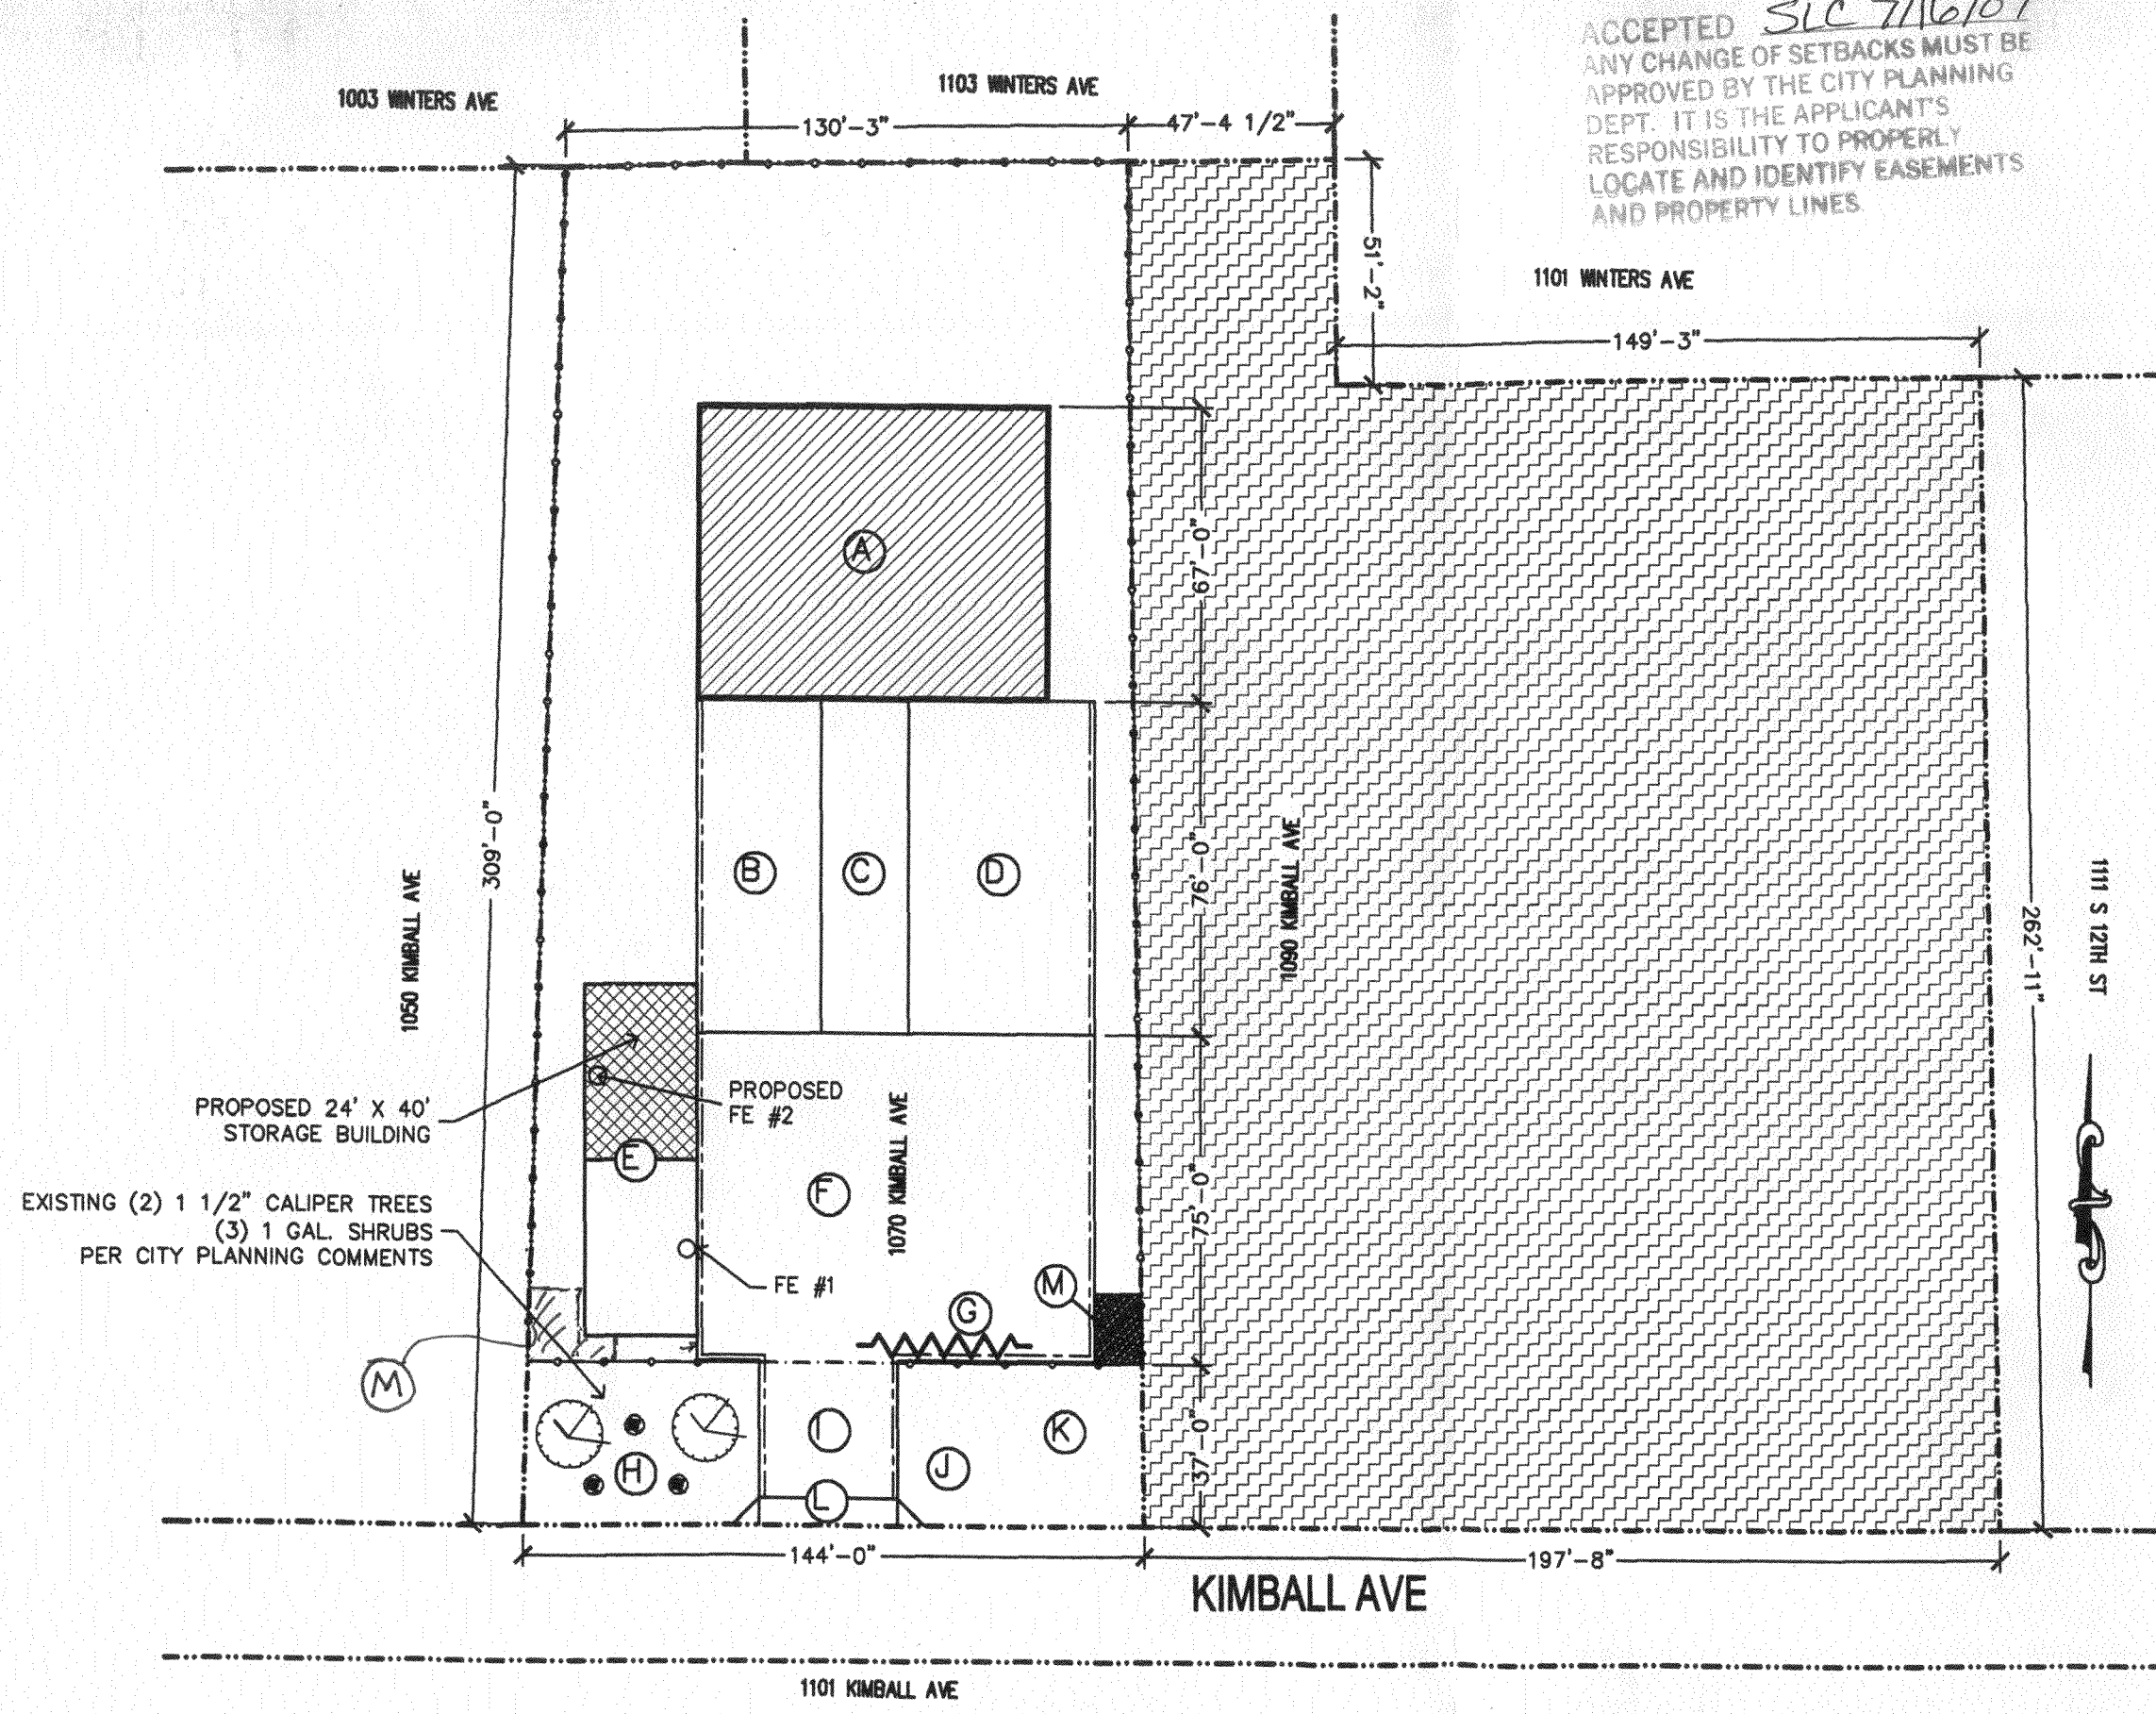 ACCEPTED SLC 7/16/07
ANY CHANGE OF SETBACKS MUST BE
APPROVED BY THE CITY PLANNING
DEPT. IT IS THE APPLICANT'S
RESPONSIBILITY TO PROPERLY
LOCATE AND IDENTIFY EASEMENTS
AND PROPERTY LINES.
1003 WINTERS AVE
1103 WINTERS AVE
130'-3"
47'-4 1/2"
51'-2"
1101 WINTERS AVE
149'-3"
A
67'-0"
309'-0"
B
C
D
76'-0"
1050 KIMBALL AVE
1090 KIMBALL AVE
262'-11"
1111 S 12TH ST
PROPOSED 24' X 40'
STORAGE BUILDING
PROPOSED
FE #2
E
F
1070 KIMBALL AVE
75'-0"
EXISTING (2) 1 1/2" CALIPER TREES
(3) 1 GAL. SHRUBS
PER CITY PLANNING COMMENTS
FE #1
G
M
M
H
I
J
K
L
37'-0"
144'-0"
197'-8"
KIMBALL AVE
1101 KIMBALL AVE